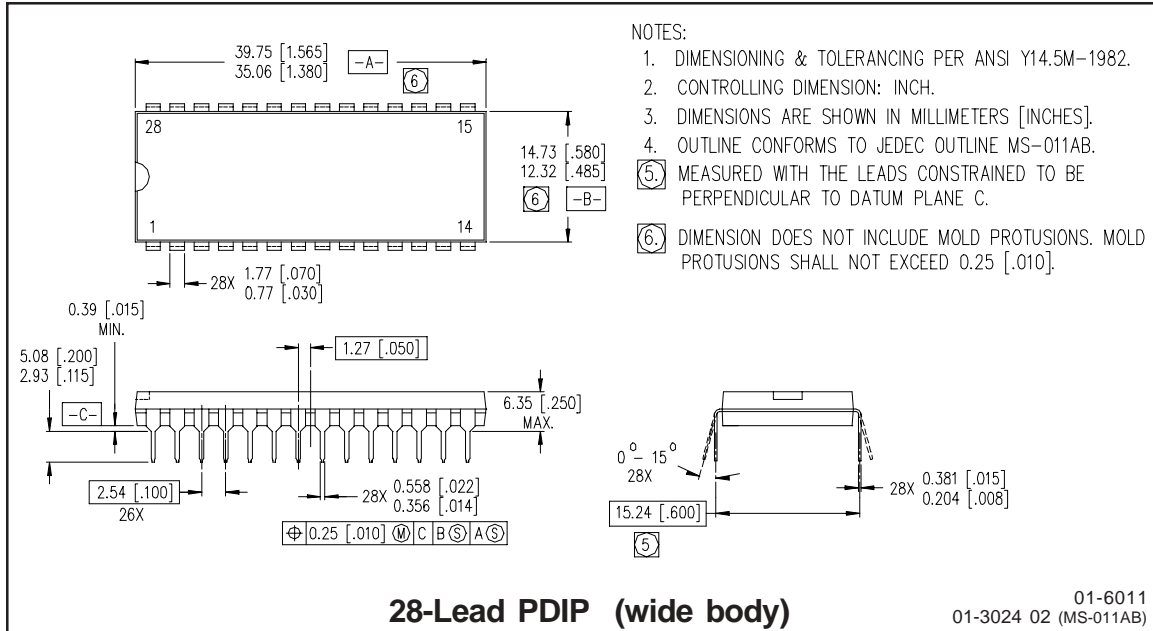 39.75 [1.565]
35.06 [1.380]
-A-
6
28
15
1
14
14.73 [.580]
12.32 [.485]
6
-B-
28X
1.77 [.070]
0.77 [.030]
NOTES:
1. DIMENSIONING & TOLERANCING PER ANSI Y14.5M-1982.
2. CONTROLLING DIMENSION: INCH.
3. DIMENSIONS ARE SHOWN IN MILLIMETERS [INCHES].
4. OUTLINE CONFORMS TO JEDEC OUTLINE MS-011AB.
5. MEASURED WITH THE LEADS CONSTRAINED TO BE
PERPENDICULAR TO DATUM PLANE C.
6. DIMENSION DOES NOT INCLUDE MOLD PROTUSIONS. MOLD
PROTUSIONS SHALL NOT EXCEED 0.25 [.010].
0.39 [.015]
MIN.
5.08 [.200]
2.93 [.115]
-C-
1.27 [.050]
6.35 [.250]
MAX.
2.54 [.100]
26X
28X
0.558 [.022]
0.356 [.014]
⌖ 0.25 [.010] Ⓜ C B Ⓢ A Ⓢ
0° - 15°
28X
15.24 [.600]
5
28X
0.381 [.015]
0.204 [.008]
28-Lead PDIP (wide body)
01-6011
01-3024 02 (MS-011AB)